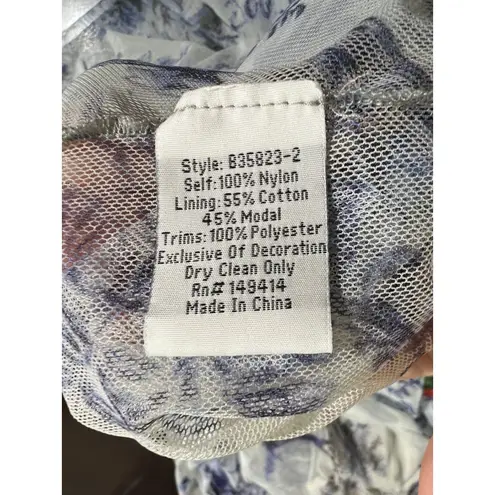 Style: B35823-2
Self:100% Nylon
Lining: 55% Cotton
45% Modal
Trims: 100% Polyester
Exclusive Of Decoration
Dry Clean Only
Rn# 149414
Made In China